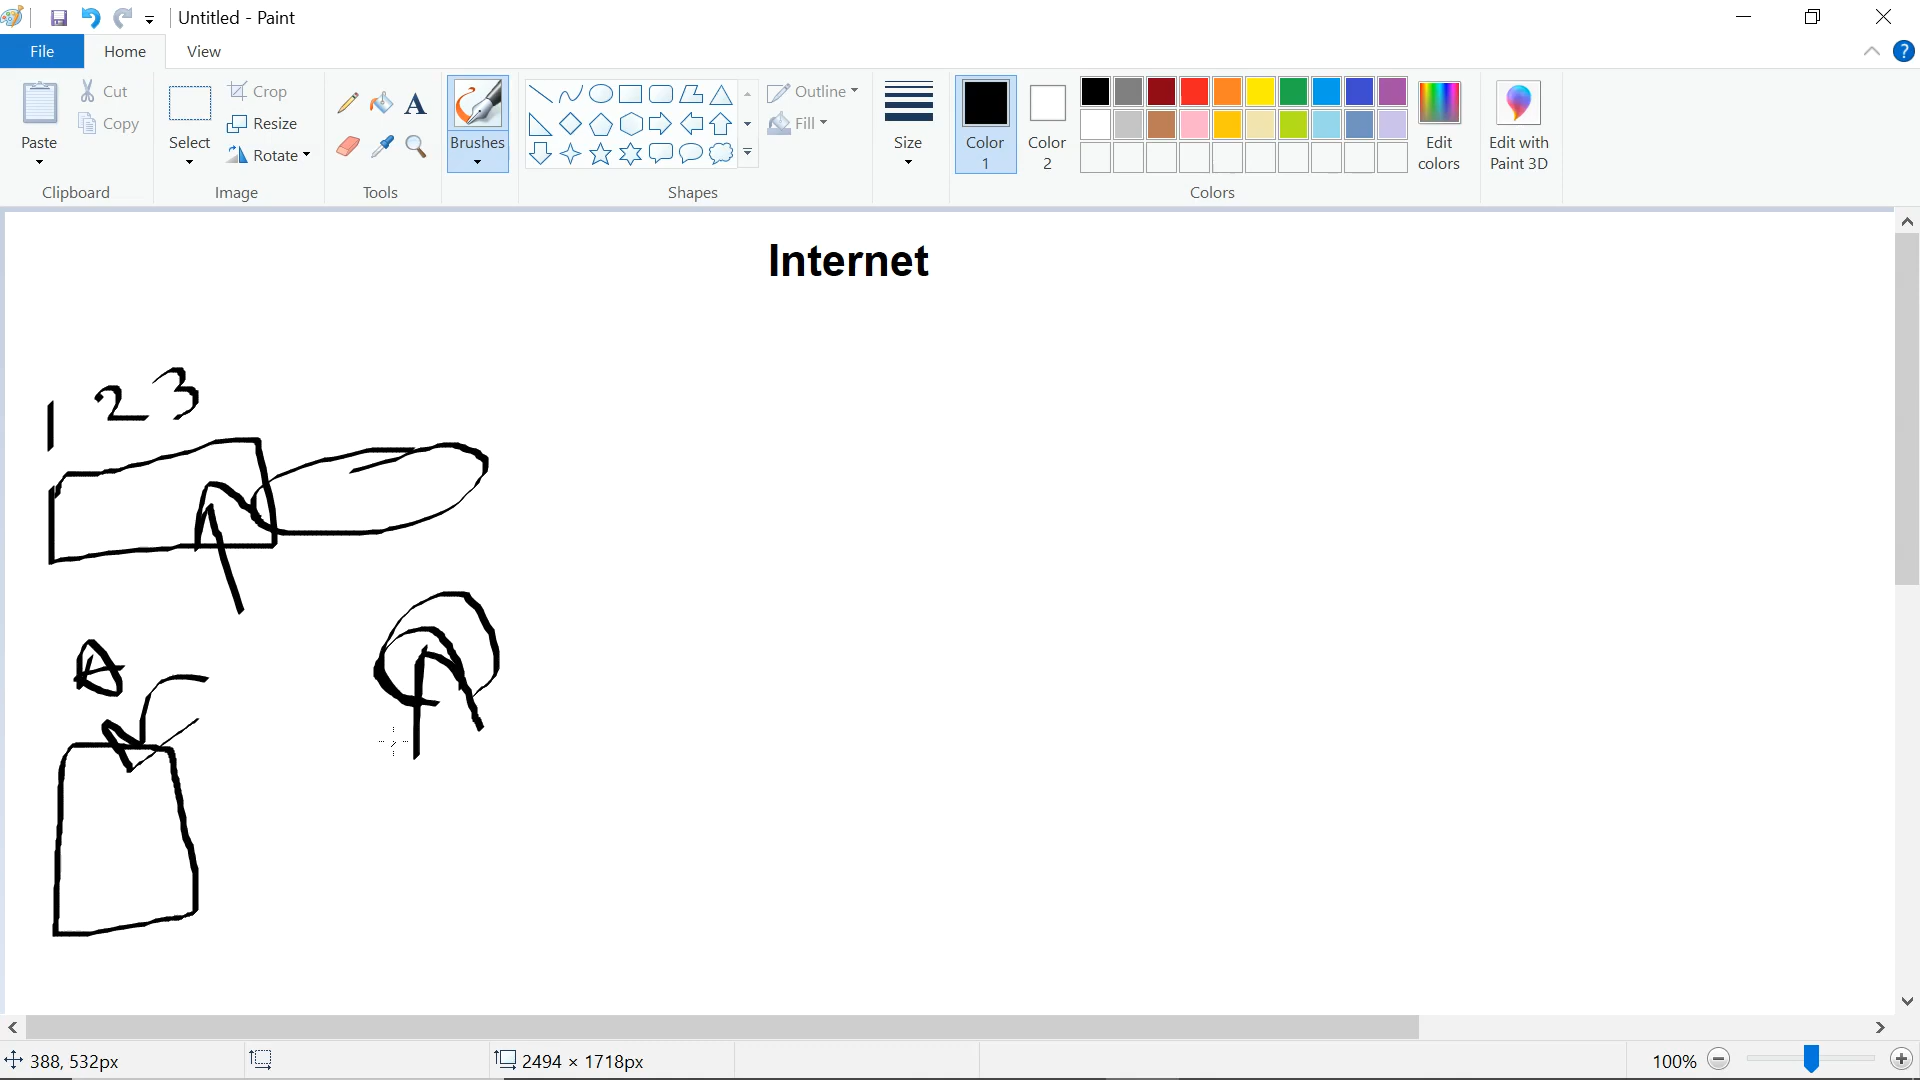 Untitled - Paint
File Home View
Cut
Copy
Paste
Clipboard
Select
Crop
Resize
Rotate
Image
A
Tools
Brushes
Outline
Fill
Shapes
Size
Color 1
Color 2
Colors
Edit colors
Edit with Paint 3D
?
Internet
1 2 3
388, 532px
2494 × 1718px
100%